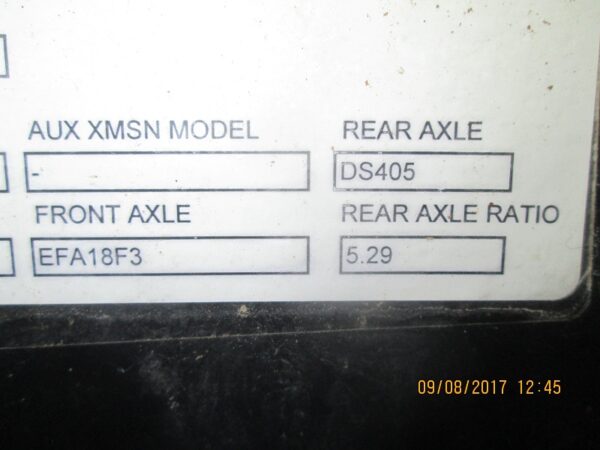 AUX XMSN MODEL REAR AXLE
- DS405
FRONT AXLE REAR AXLE RATIO
EFA18F3 5.29
09/08/2017 12:45